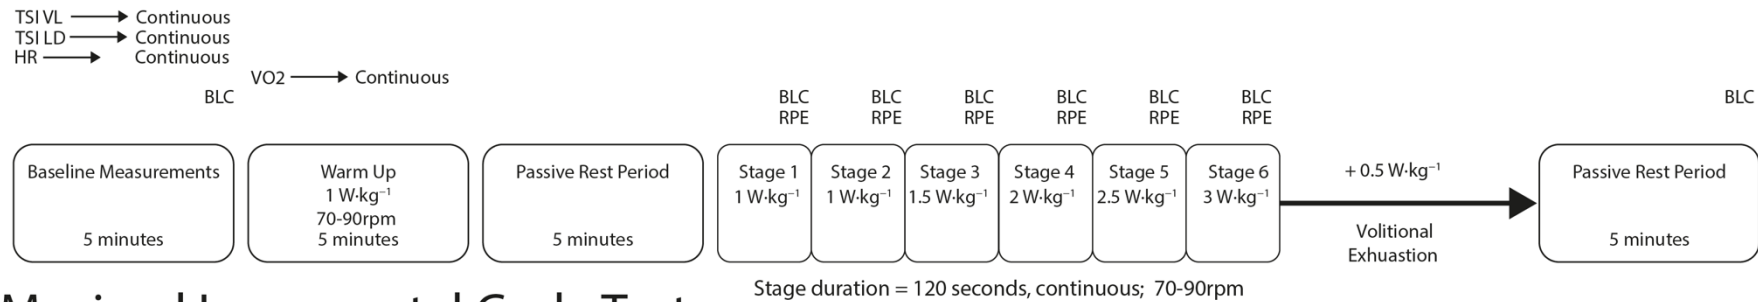 TSI VL Continuous
TSI LD Continuous
HR Continuous
VO2 Continuous
BLC
BLC BLC BLC BLC BLC BLC BLC
RPE RPE RPE RPE RPE RPE
Baseline Measurements
5 minutes
Warm Up
1 W·kg⁻¹
70-90rpm
5 minutes
Passive Rest Period
5 minutes
Stage 1
1 W·kg⁻¹
Stage 2
1 W·kg⁻¹
Stage 3
1.5 W·kg⁻¹
Stage 4
2 W·kg⁻¹
Stage 5
2.5 W·kg⁻¹
Stage 6
3 W·kg⁻¹
+ 0.5 W·kg⁻¹
Volitional
Exhuastion
Passive Rest Period
5 minutes
Stage duration = 120 seconds, continuous; 70-90rpm